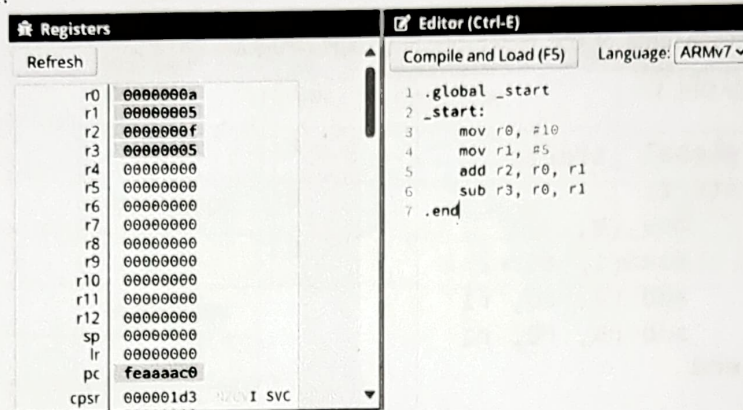 Registers
Refresh
r0 0000000a
r1 00000005
r2 0000000f
r3 00000005
r4 00000000
r5 00000000
r6 00000000
r7 00000000
r8 00000000
r9 00000000
r10 00000000
r11 00000000
r12 00000000
sp 00000000
lr 00000000
pc feaaaac0
cpsr 000001d3 NZCVI SVC
Editor (Ctrl-E)
Compile and Load (F5) Language: ARMv7
1 .global _start
2 _start:
3 mov r0, #10
4 mov r1, #5
5 add r2, r0, r1
6 sub r3, r0, r1
7 .end